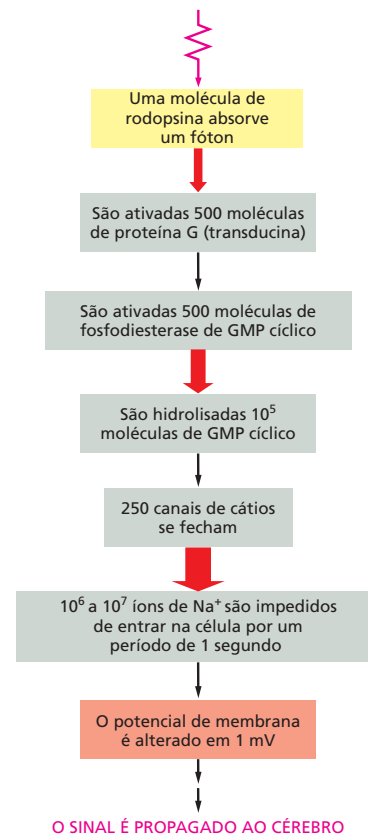 Uma molécula de
rodopsina absorve
um fóton
São ativadas 500 moléculas
de proteína G (transducina)
São ativadas 500 moléculas de
fosfodiesterase de GMP cíclico
São hidrolisadas 10⁵
moléculas de GMP cíclico
250 canais de cátios
se fecham
10⁶ a 10⁷ íons de Na⁺ são impedidos
de entrar na célula por um
período de 1 segundo
O potencial de membrana
é alterado em 1 mV
O SINAL É PROPAGADO AO CÉREBRO